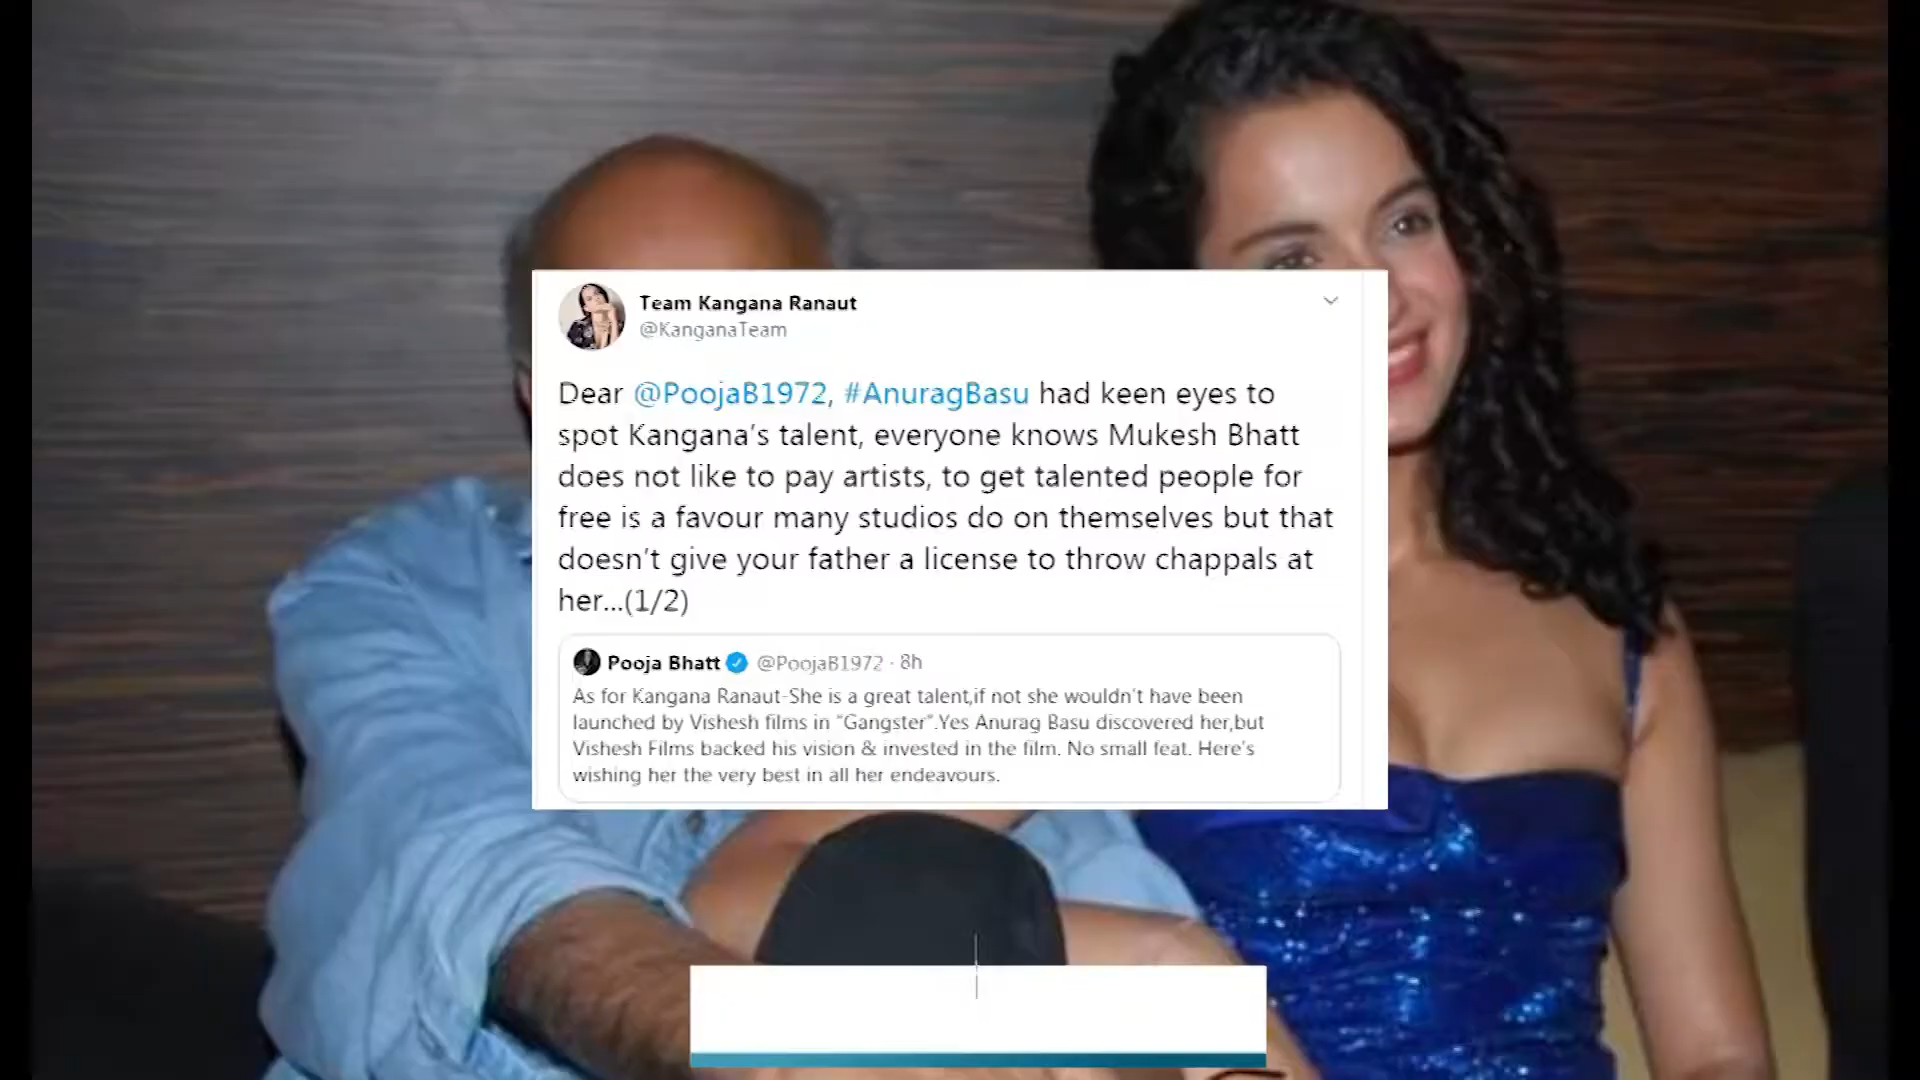 Team Kangana Ranaut
@KanganaTeam
Dear @PoojaB1972, #AnuragBasu had keen eyes to
spot Kangana's talent, everyone knows Mukesh Bhatt
does not like to pay artists, to get talented people for
free is a favour many studios do on themselves but that
doesn't give your father a license to throw chappals at
her...(1/2)
Pooja Bhatt @PoojaB1972 · 8h
As for Kangana Ranaut-She is a great talent,if not she wouldn't have been
launched by Vishesh films in "Gangster".Yes Anurag Basu discovered her,but
Vishesh Films backed his vision & invested in the film. No small feat. Here's
wishing her the very best in all her endeavours.